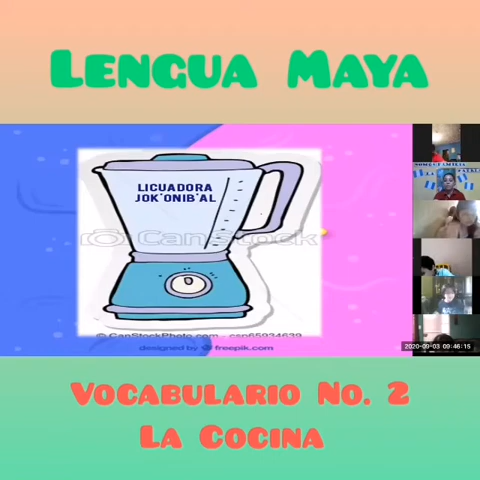 LENGUA MAYA
LICUADORA
JOK'ONIB'AL
CanStock
© CanStockPhoto.com - csp65934639
designed by freepik.com
2020-09-03 09:46:15
VOCABULARIO NO. 2
LA COCINA